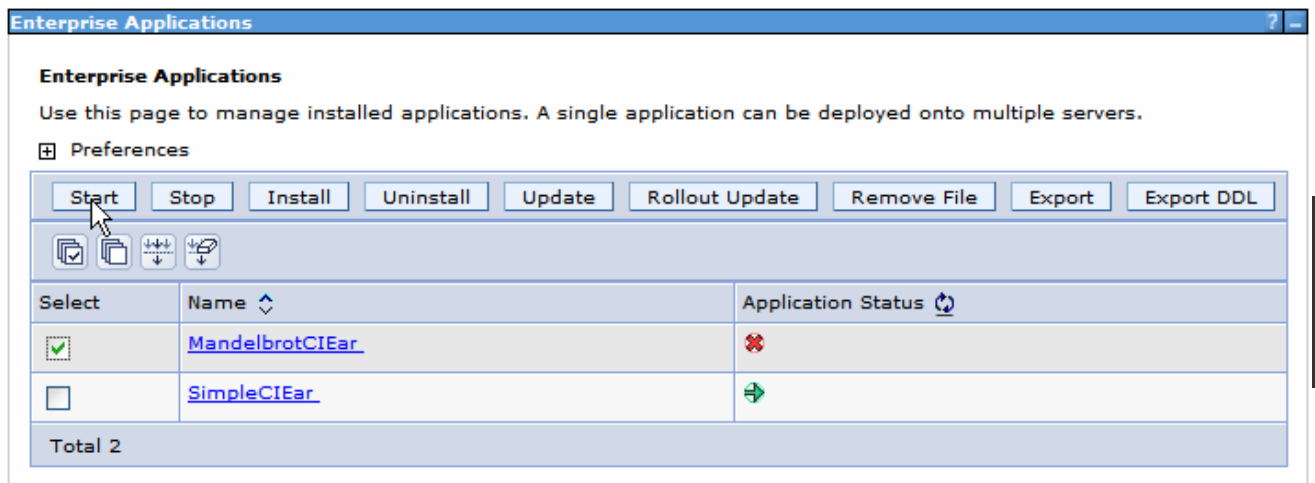 Enterprise Applications ? _
Enterprise Applications
Use this page to manage installed applications. A single application can be deployed onto multiple servers.
+ Preferences
Start Stop Install Uninstall Update Rollout Update Remove File Export Export DDL
Select Name Application Status
MandelbrotCIEar
SimpleCIEar
Total 2